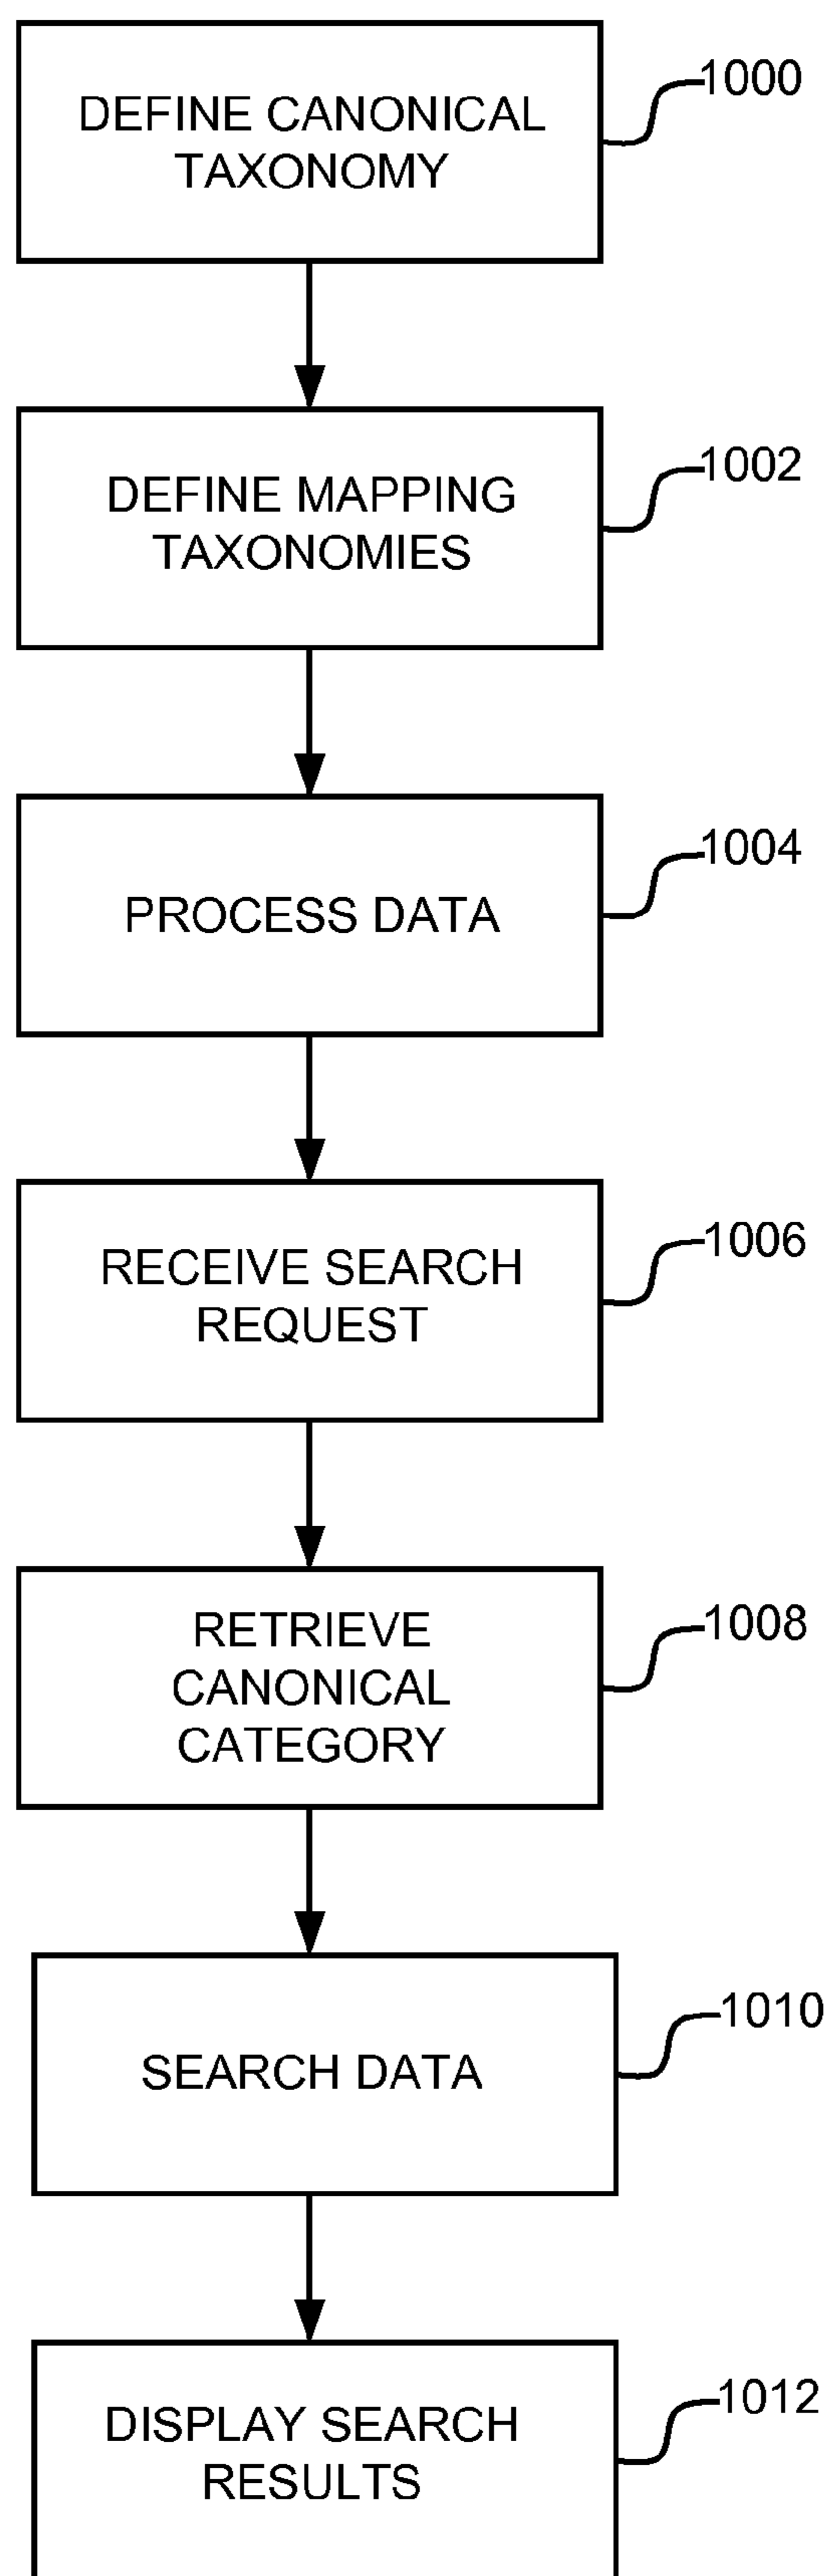 1000
DEFINE CANONICAL
TAXONOMY
1002
DEFINE MAPPING
TAXONOMIES
1004
PROCESS DATA
1006
RECEIVE SEARCH
REQUEST
1008
RETRIEVE
CANONICAL
CATEGORY
1010
SEARCH DATA
1012
DISPLAY SEARCH
RESULTS